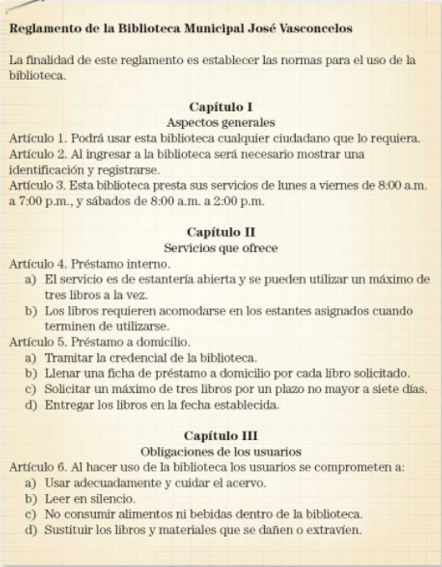 Reglamento de la Biblioteca Municipal José Vasconcelos
La finalidad de este reglamento es establecer las normas para el uso de la
biblioteca.
Capítulo I
Aspectos generales
Artículo 1. Podrá usar esta biblioteca cualquier ciudadano que lo requiera.
Artículo 2. Al ingresar a la biblioteca será necesario mostrar una
identificación y registrarse.
Artículo 3. Esta biblioteca presta sus servicios de lunes a viernes de 8:00 a.m.
a 7:00 p.m., y sábados de 8:00 a.m. a 2:00 p.m.
Capítulo II
Servicios que ofrece
Artículo 4. Préstamo interno.
a) El servicio es de estantería abierta y se pueden utilizar un máximo de
tres libros a la vez.
b) Los libros requieren acomodarse en los estantes asignados cuando
terminen de utilizarse.
Artículo 5. Préstamo a domicilio.
a) Tramitar la credencial de la biblioteca.
b) Llenar una ficha de préstamo a domicilio por cada libro solicitado.
c) Solicitar un máximo de tres libros por un plazo no mayor a siete días.
d) Entregar los libros en la fecha establecida.
Capítulo III
Obligaciones de los usuarios
Artículo 6. Al hacer uso de la biblioteca los usuarios se comprometen a:
a) Usar adecuadamente y cuidar el acervo.
b) Leer en silencio.
c) No consumir alimentos ni bebidas dentro de la biblioteca.
d) Sustituir los libros y materiales que se dañen o extravíen.